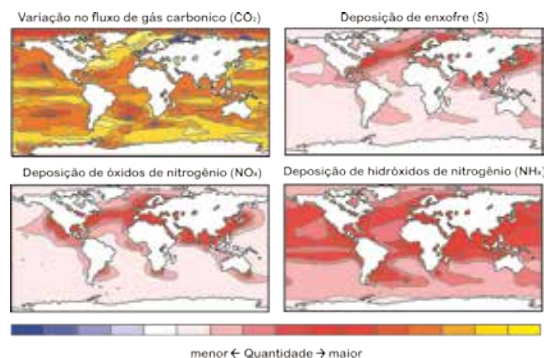 Variação no fluxo de gás carbonico (CO₂)
Deposição de enxofre (S)
Deposição de óxidos de nitrogênio (NOₓ)
Deposição de hidróxidos de nitrogênio (NHₓ)
menor ← Quantidade → maior